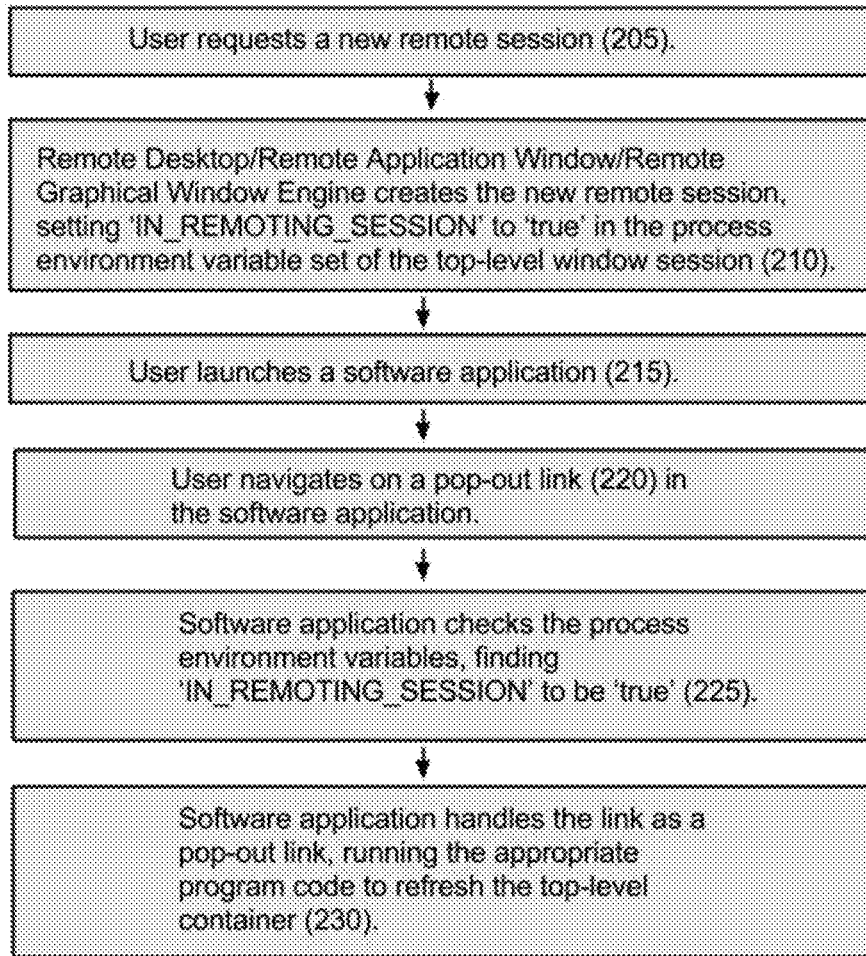 User requests a new remote session (205).
Remote Desktop/Remote Application Window/Remote
Graphical Window Engine creates the new remote session,
setting ‘IN_REMOTING_SESSION’ to ‘true’ in the process
environment variable set of the top-level window session (210).
User launches a software application (215).
User navigates on a pop-out link (220) in
the software application.
Software application checks the process
environment variables, finding
‘IN_REMOTING_SESSION’ to be ‘true’ (225).
Software application handles the link as a
pop-out link, running the appropriate
program code to refresh the top-level
container (230).